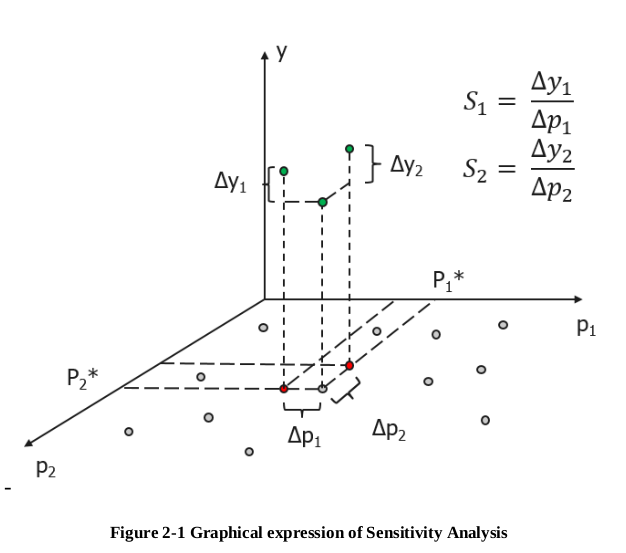 y
S₁ = Δy₁/Δp₁
S₂ = Δy₂/Δp₂
Δy₁
Δy₂
P₁*
p₁
P₂*
Δp₁
Δp₂
p₂
-
Figure 2-1 Graphical expression of Sensitivity Analysis